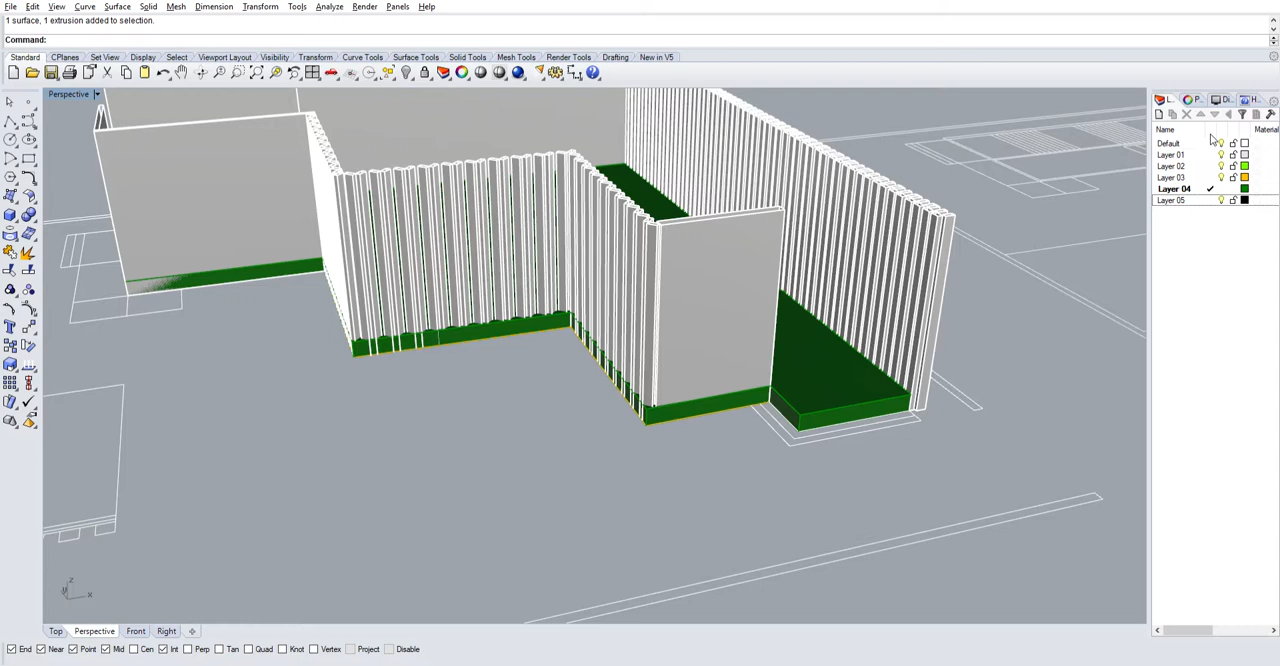 File Edit View Curve Surface Solid Mesh Dimension Transform Tools Analyze Render Panels Help
1 surface, 1 extrusion added to selection.
Command:
Standard CPlanes Set View Display Select Viewport Layout Visibility Transform Curve Tools Surface Tools Solid Tools Mesh Tools Render Tools Drafting New in V5
Perspective
L... P... Di... H...
Name Material
Default
Layer 01
Layer 02
Layer 03
Layer 04
Layer 05
z
y x
Top Perspective Front Right
End Near Point Mid Cen Int Perp Tan Quad Knot Vertex Project Disable